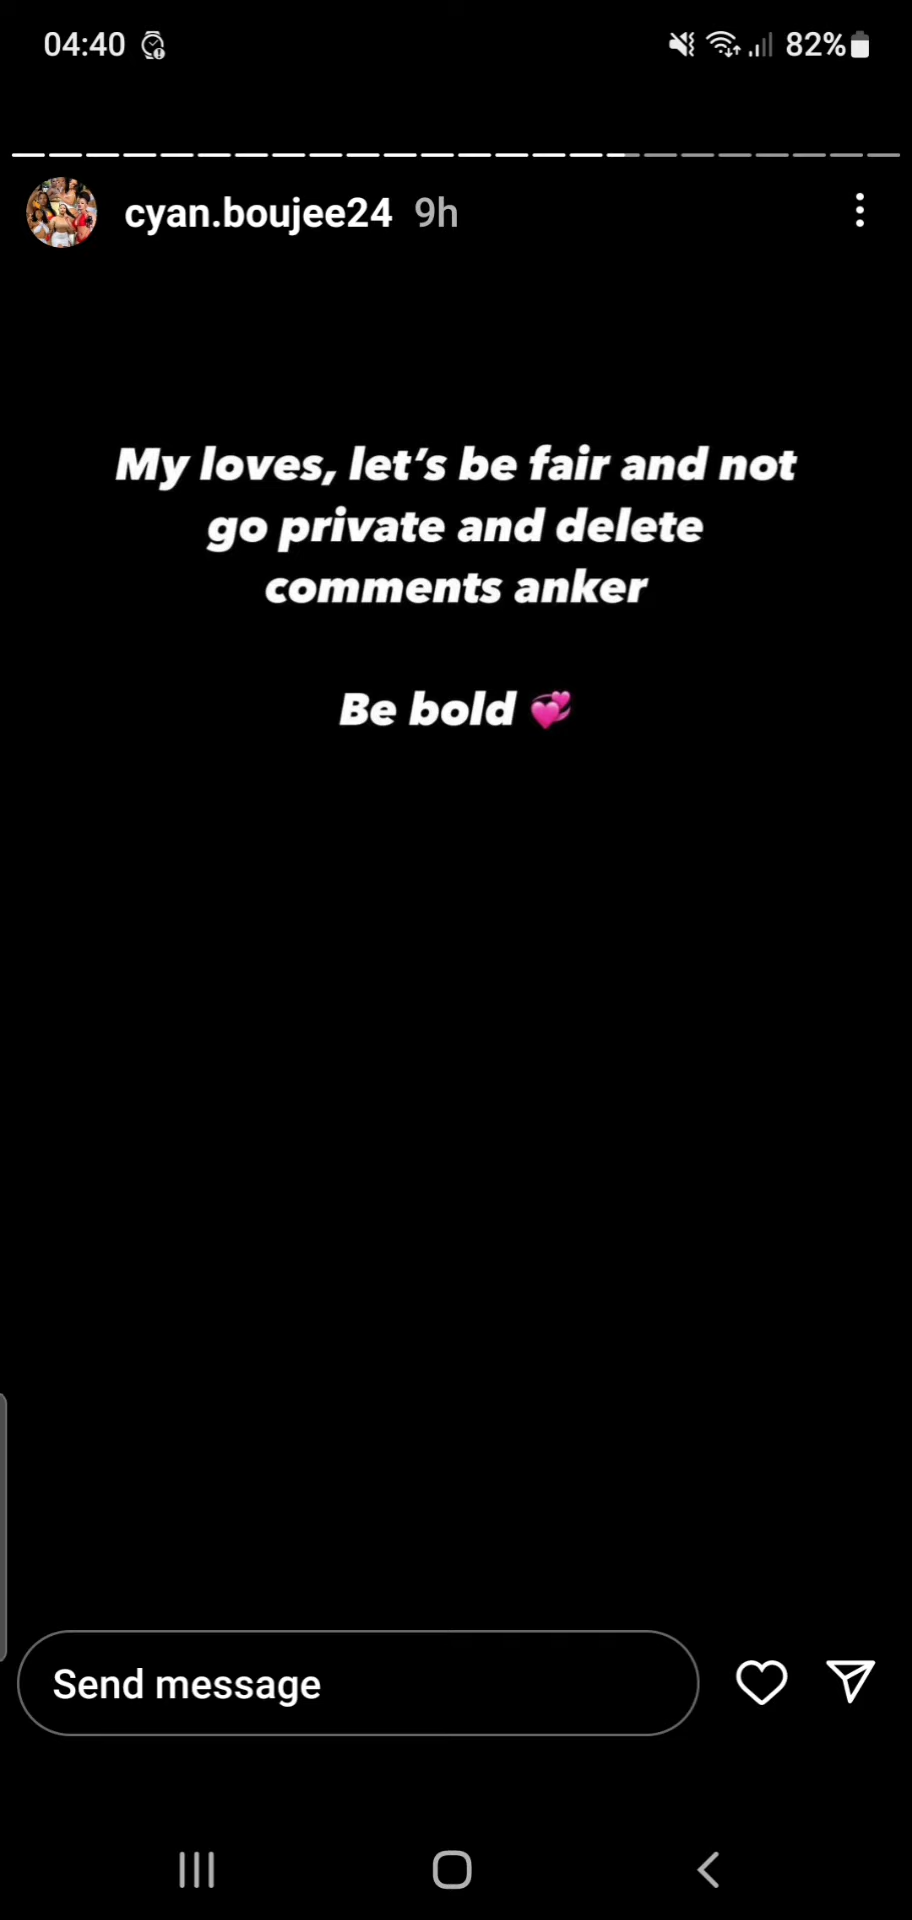 04:40
82%
cyan.boujee24 9h
My loves, let's be fair and not
go private and delete
comments anker
Be bold 💞
Send message